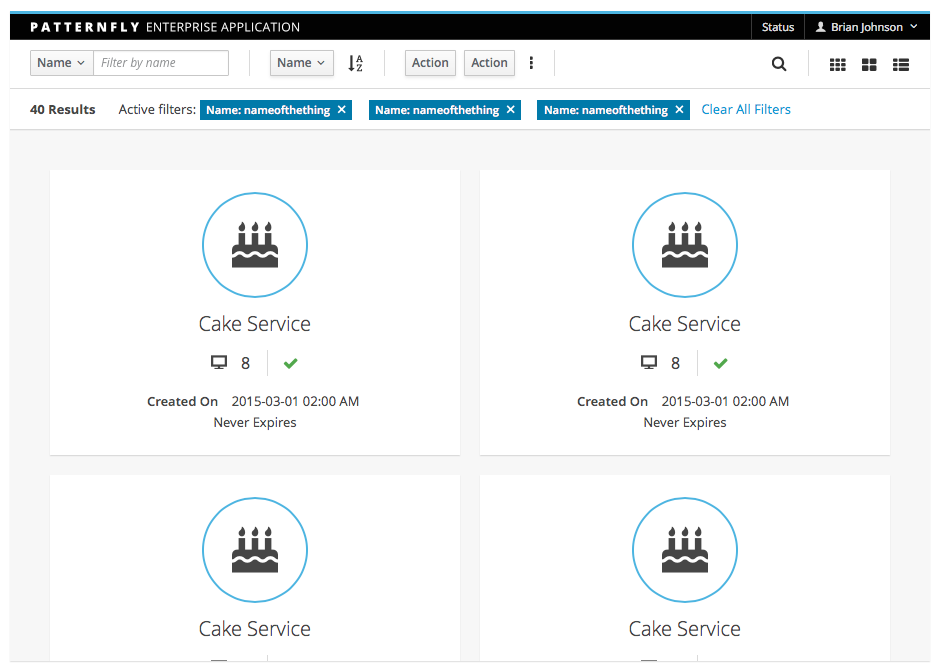 PATTERNFLY ENTERPRISE APPLICATION Status Brian Johnson
Name Filter by name Name A Z Action Action
40 Results Active filters: Name: nameofthething × Name: nameofthething × Name: nameofthething × Clear All Filters
Cake Service Cake Service
8 8
Created On 2015-03-01 02:00 AM Created On 2015-03-01 02:00 AM
Never Expires Never Expires
Cake Service Cake Service